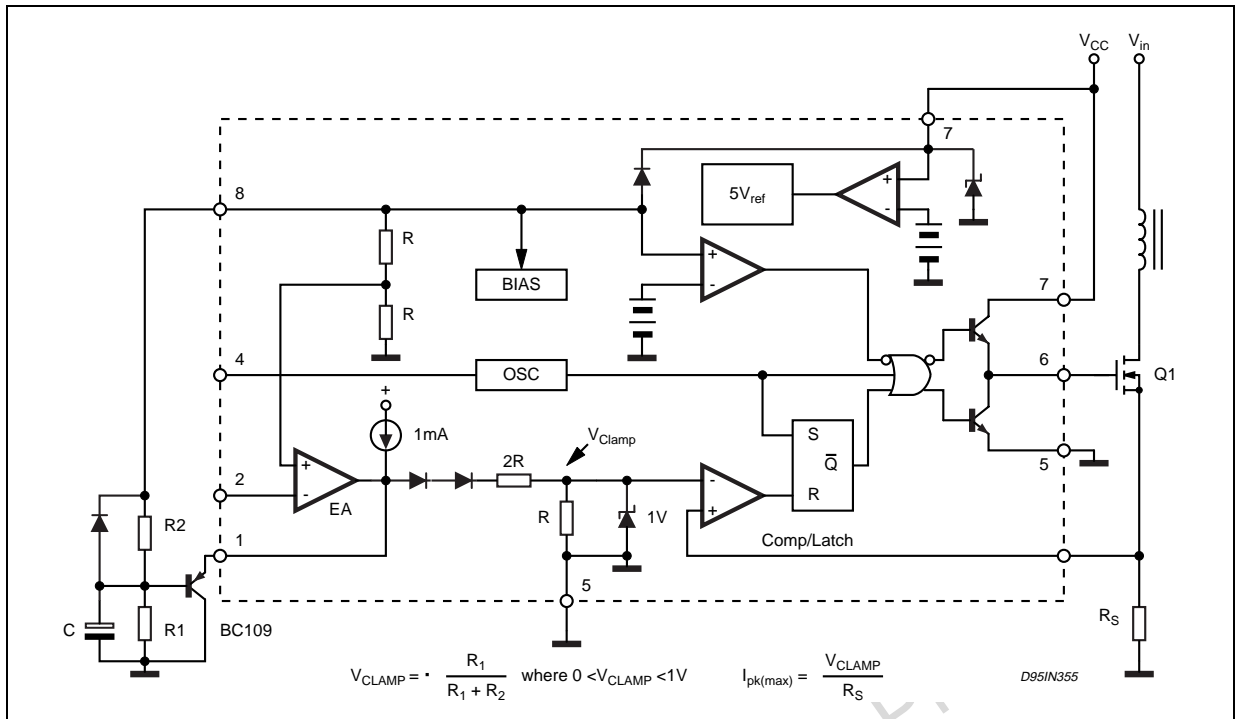 VCC Vin
7
8
5Vref
+
-
R
BIAS
+
-
R
7
4
OSC
6
Q1
+
1mA
VClamp
S
Q̅
R
5
2R
2
+
-
EA
R
1V
-
+
Comp/Latch
R2
1
5
C
R1
BC109
RS
VCLAMP = · R1 / R1 + R2 where 0 <VCLAMP <1V Ipk(max) = VCLAMP / RS
D95IN355